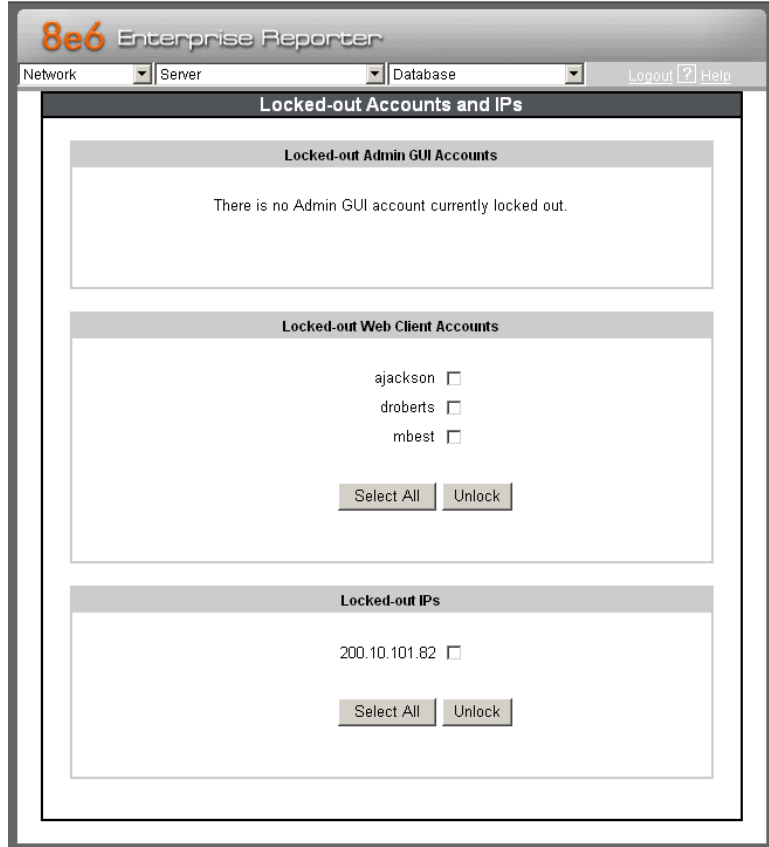 8e6 Enterprise Reporter
Network Server Database Logout ? Help
Locked-out Accounts and IPs
Locked-out Admin GUI Accounts
There is no Admin GUI account currently locked out.
Locked-out Web Client Accounts
ajackson
droberts
mbest
Select All Unlock
Locked-out IPs
200.10.101.82
Select All Unlock